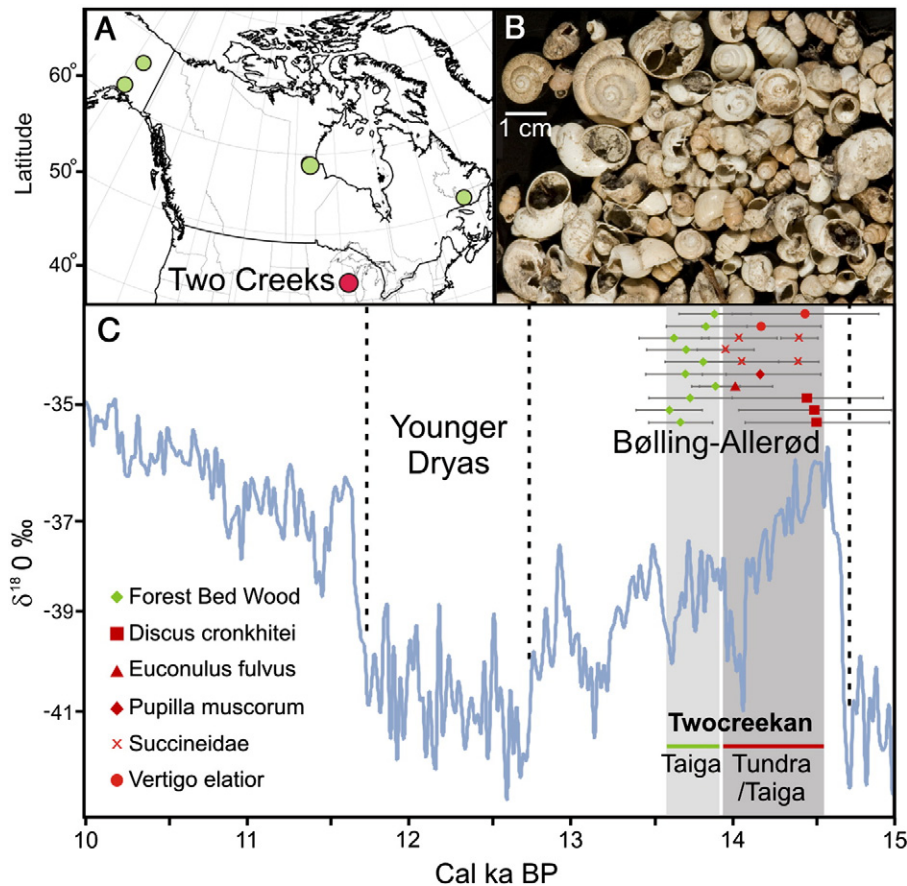 A
B
60°
50°
40°
Latitude
Two Creeks
1 cm
C
-35
-37
-39
-41
δ¹⁸ O ‰
Younger
Dryas
Bølling-Allerød
Forest Bed Wood
Discus cronkhitei
Euconulus fulvus
Pupilla muscorum
Succineidae
Vertigo elatior
Twocreekan
Taiga
Tundra
/Taiga
10
11
12
13
14
15
Cal ka BP